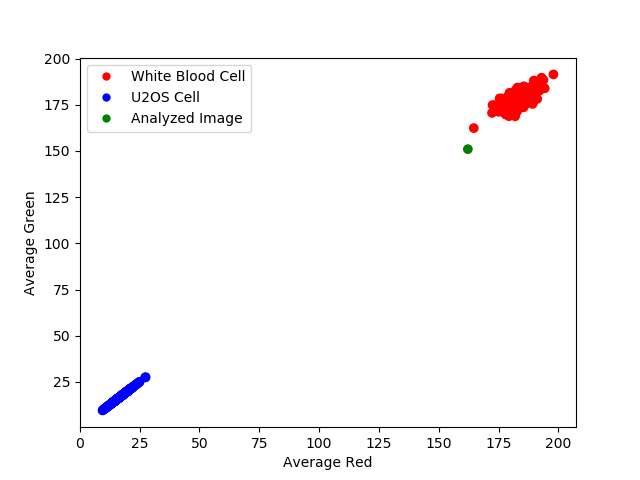 200
175
150
125
100
75
50
25
Average Green
White Blood Cell
U2OS Cell
Analyzed Image
0 25 50 75 100 125 150 175 200
Average Red